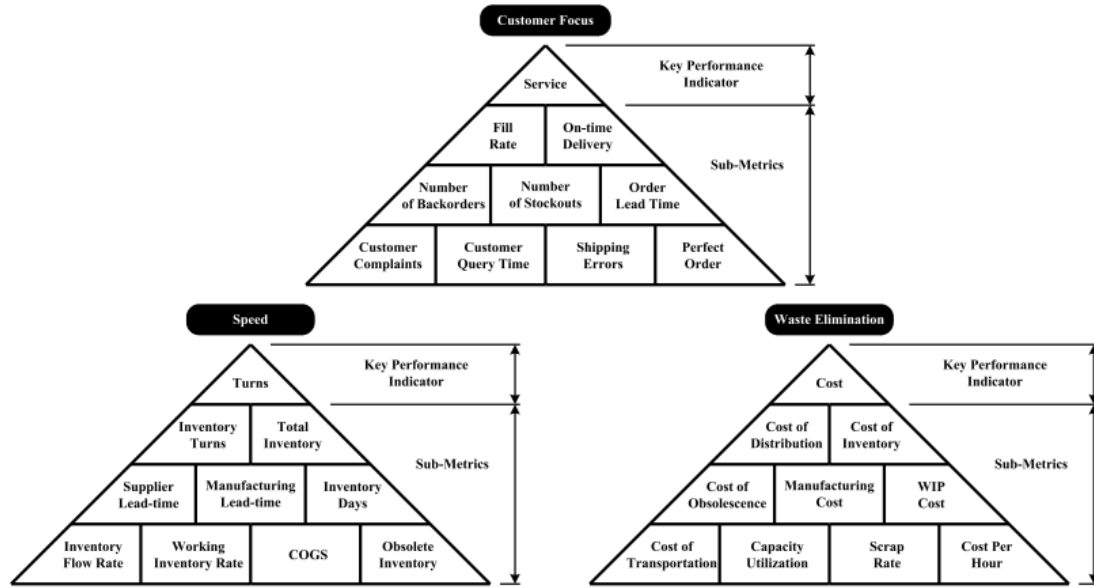 Customer Focus
Key Performance
Indicator
Service
Fill
Rate
On-time
Delivery
Sub-Metrics
Number
of Backorders
Number
of Stockouts
Order
Lead Time
Customer
Complaints
Customer
Query Time
Shipping
Errors
Perfect
Order
Speed
Key Performance
Indicator
Turns
Inventory
Turns
Total
Inventory
Sub-Metrics
Supplier
Lead-time
Manufacturing
Lead-time
Inventory
Days
Inventory
Flow Rate
Working
Inventory Rate
COGS
Obsolete
Inventory
Waste Elimination
Key Performance
Indicator
Cost
Cost of
Distribution
Cost of
Inventory
Sub-Metrics
Cost of
Obsolescence
Manufacturing
Cost
WIP
Cost
Cost of
Transportation
Capacity
Utilization
Scrap
Rate
Cost Per
Hour